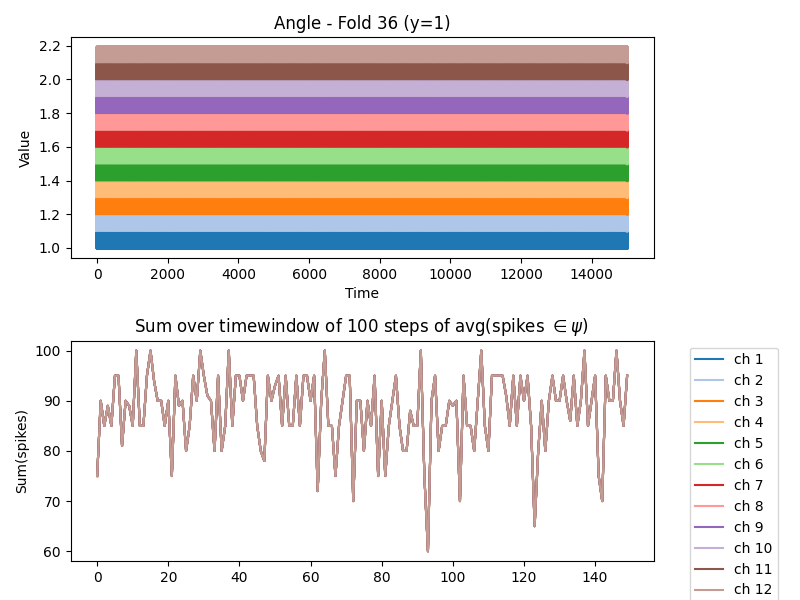 Angle - Fold 36 (y=1)
2.2
2.0
1.8
1.6
1.4
1.2
1.0
Value
0 2000 4000 6000 8000 10000 12000 14000
Time
Sum over timewindow of 100 steps of avg(spikes ∈ ψ)
100
90
80
70
60
Sum(spikes)
0 20 40 60 80 100 120 140
ch 1
ch 2
ch 3
ch 4
ch 5
ch 6
ch 7
ch 8
ch 9
ch 10
ch 11
ch 12